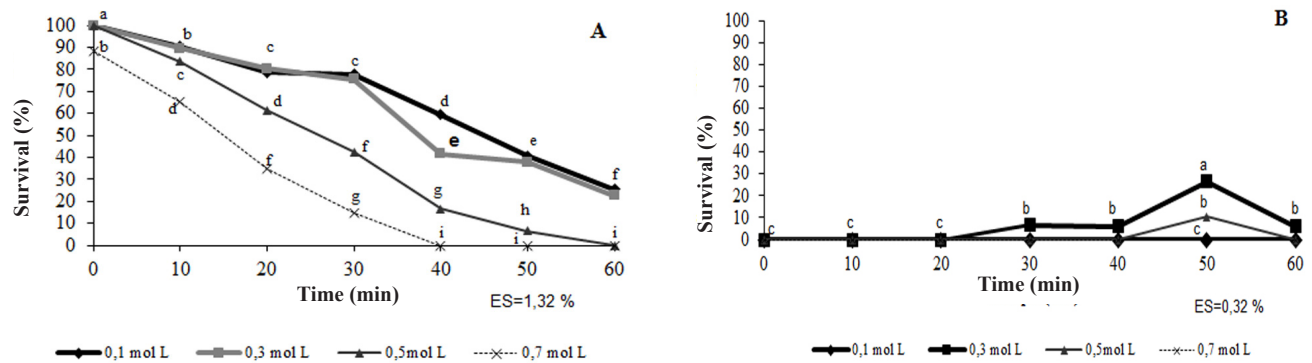 A
Survival (%)
100
90
80
70
60
50
40
30
20
10
0
a
b
b
c
c
d
c
d
f
c
f
g
d
e
g
i
e
h
i
f
i
0 10 20 30 40 50 60
Time (min)
ES=1,32 %
0,1 mol L 0,3 mol L 0,5mol L 0,7 mol L
B
Survival (%)
100
90
80
70
60
50
40
30
20
10
0
c
c
c
b
b
a
b
c
b
0 10 20 30 40 50 60
Time (min)
ES=0,32 %
0,1 mol L 0,3 mol L 0,5mol L 0,7 mol L